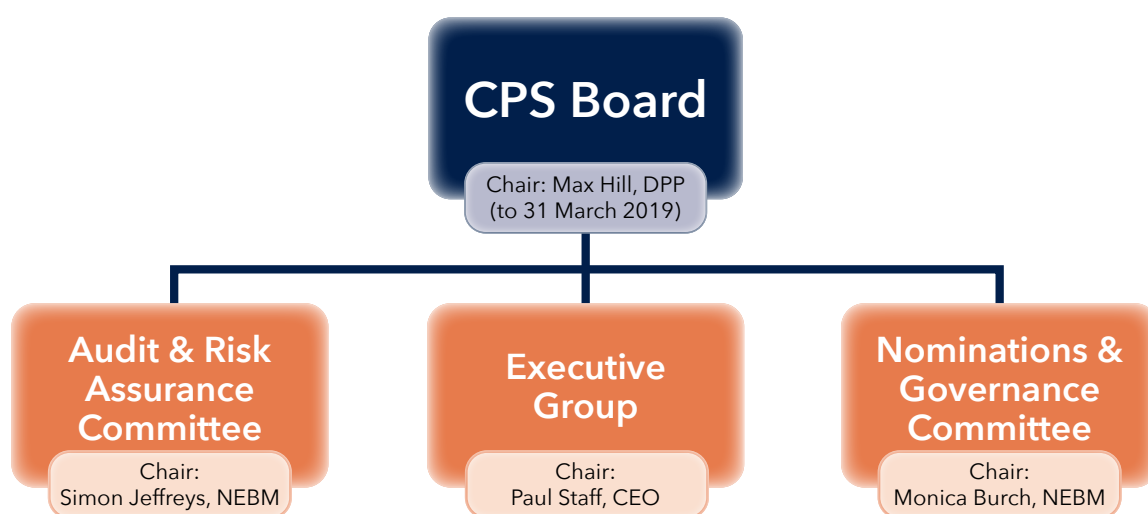 CPS Board
Chair: Max Hill, DPP
(to 31 March 2019)
Audit & Risk
Assurance
Committee
Chair:
Simon Jeffreys, NEBM
Executive
Group
Chair:
Paul Staff, CEO
Nominations &
Governance
Committee
Chair:
Monica Burch, NEBM